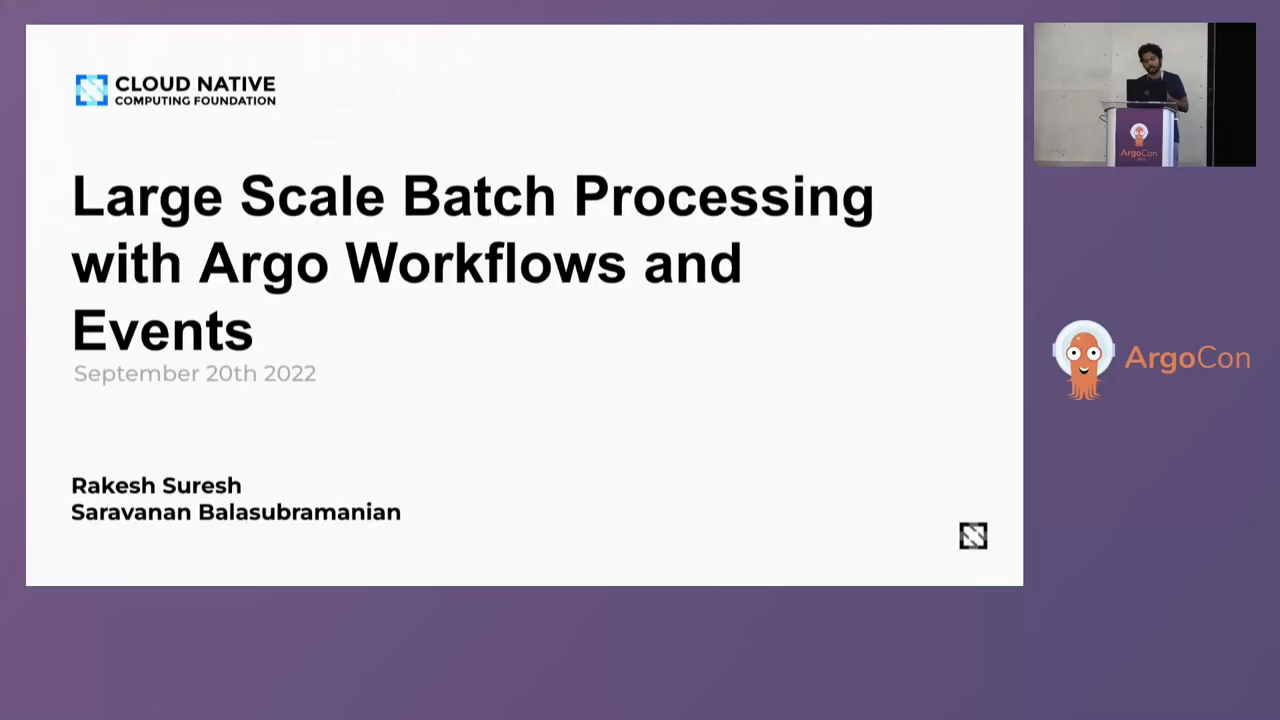 CLOUD NATIVE
COMPUTING FOUNDATION
Large Scale Batch Processing
with Argo Workflows and
Events
September 20th 2022
Rakesh Suresh
Saravanan Balasubramanian
ArgoCon
ArgoCon